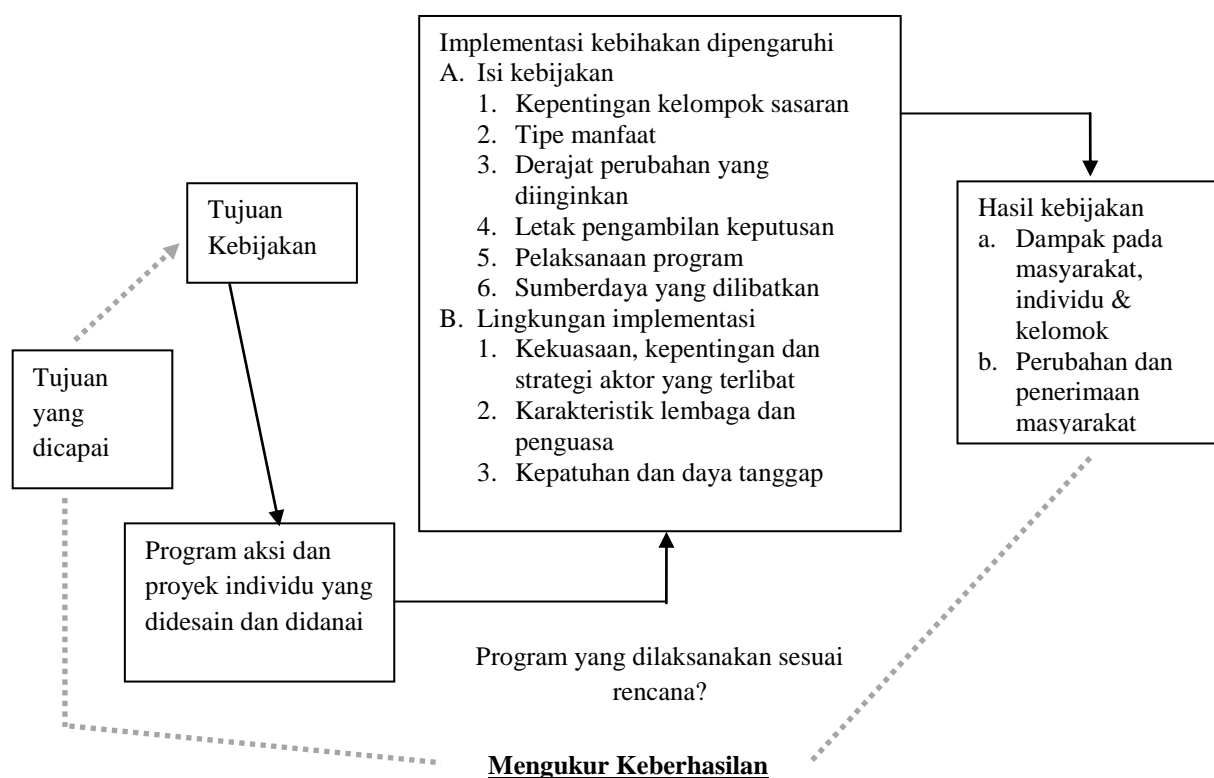 Tujuan
yang
dicapai
Tujuan
Kebijakan
Program aksi dan
proyek individu yang
didesain dan didanai
Implementasi kebihakan dipengaruhi
A. Isi kebijakan
1. Kepentingan kelompok sasaran
2. Tipe manfaat
3. Derajat perubahan yang
diinginkan
4. Letak pengambilan keputusan
5. Pelaksanaan program
6. Sumberdaya yang dilibatkan
B. Lingkungan implementasi
1. Kekuasaan, kepentingan dan
strategi aktor yang terlibat
2. Karakteristik lembaga dan
penguasa
3. Kepatuhan dan daya tanggap
Hasil kebijakan
a. Dampak pada
masyarakat,
individu &
kelomok
b. Perubahan dan
penerimaan
masyarakat
Program yang dilaksanakan sesuai
rencana?
Mengukur Keberhasilan